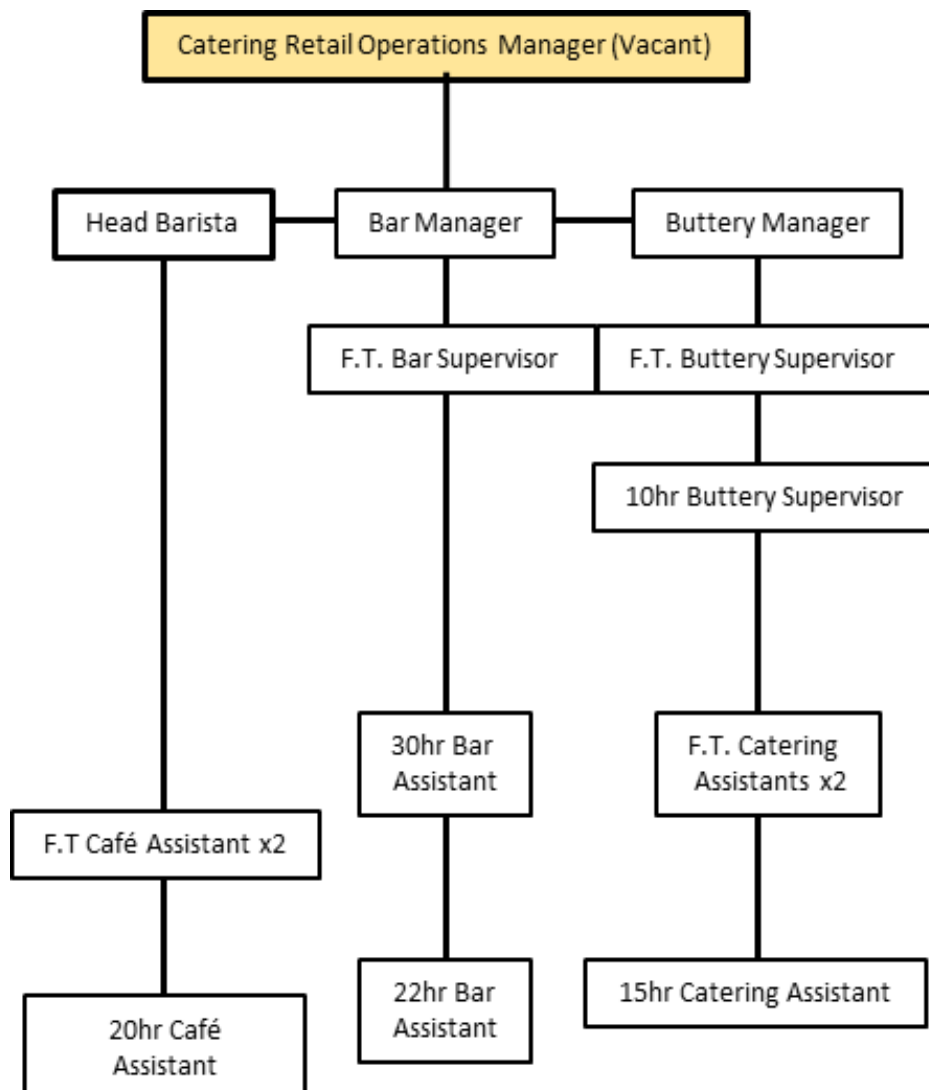 Catering Retail Operations Manager (Vacant)
Head Barista
Bar Manager
Buttery Manager
F.T. Bar Supervisor
F.T. Buttery Supervisor
10hr Buttery Supervisor
30hr Bar
Assistant
F.T. Catering
Assistants x2
F.T Café Assistant x2
22hr Bar
Assistant
15hr Catering Assistant
20hr Café
Assistant